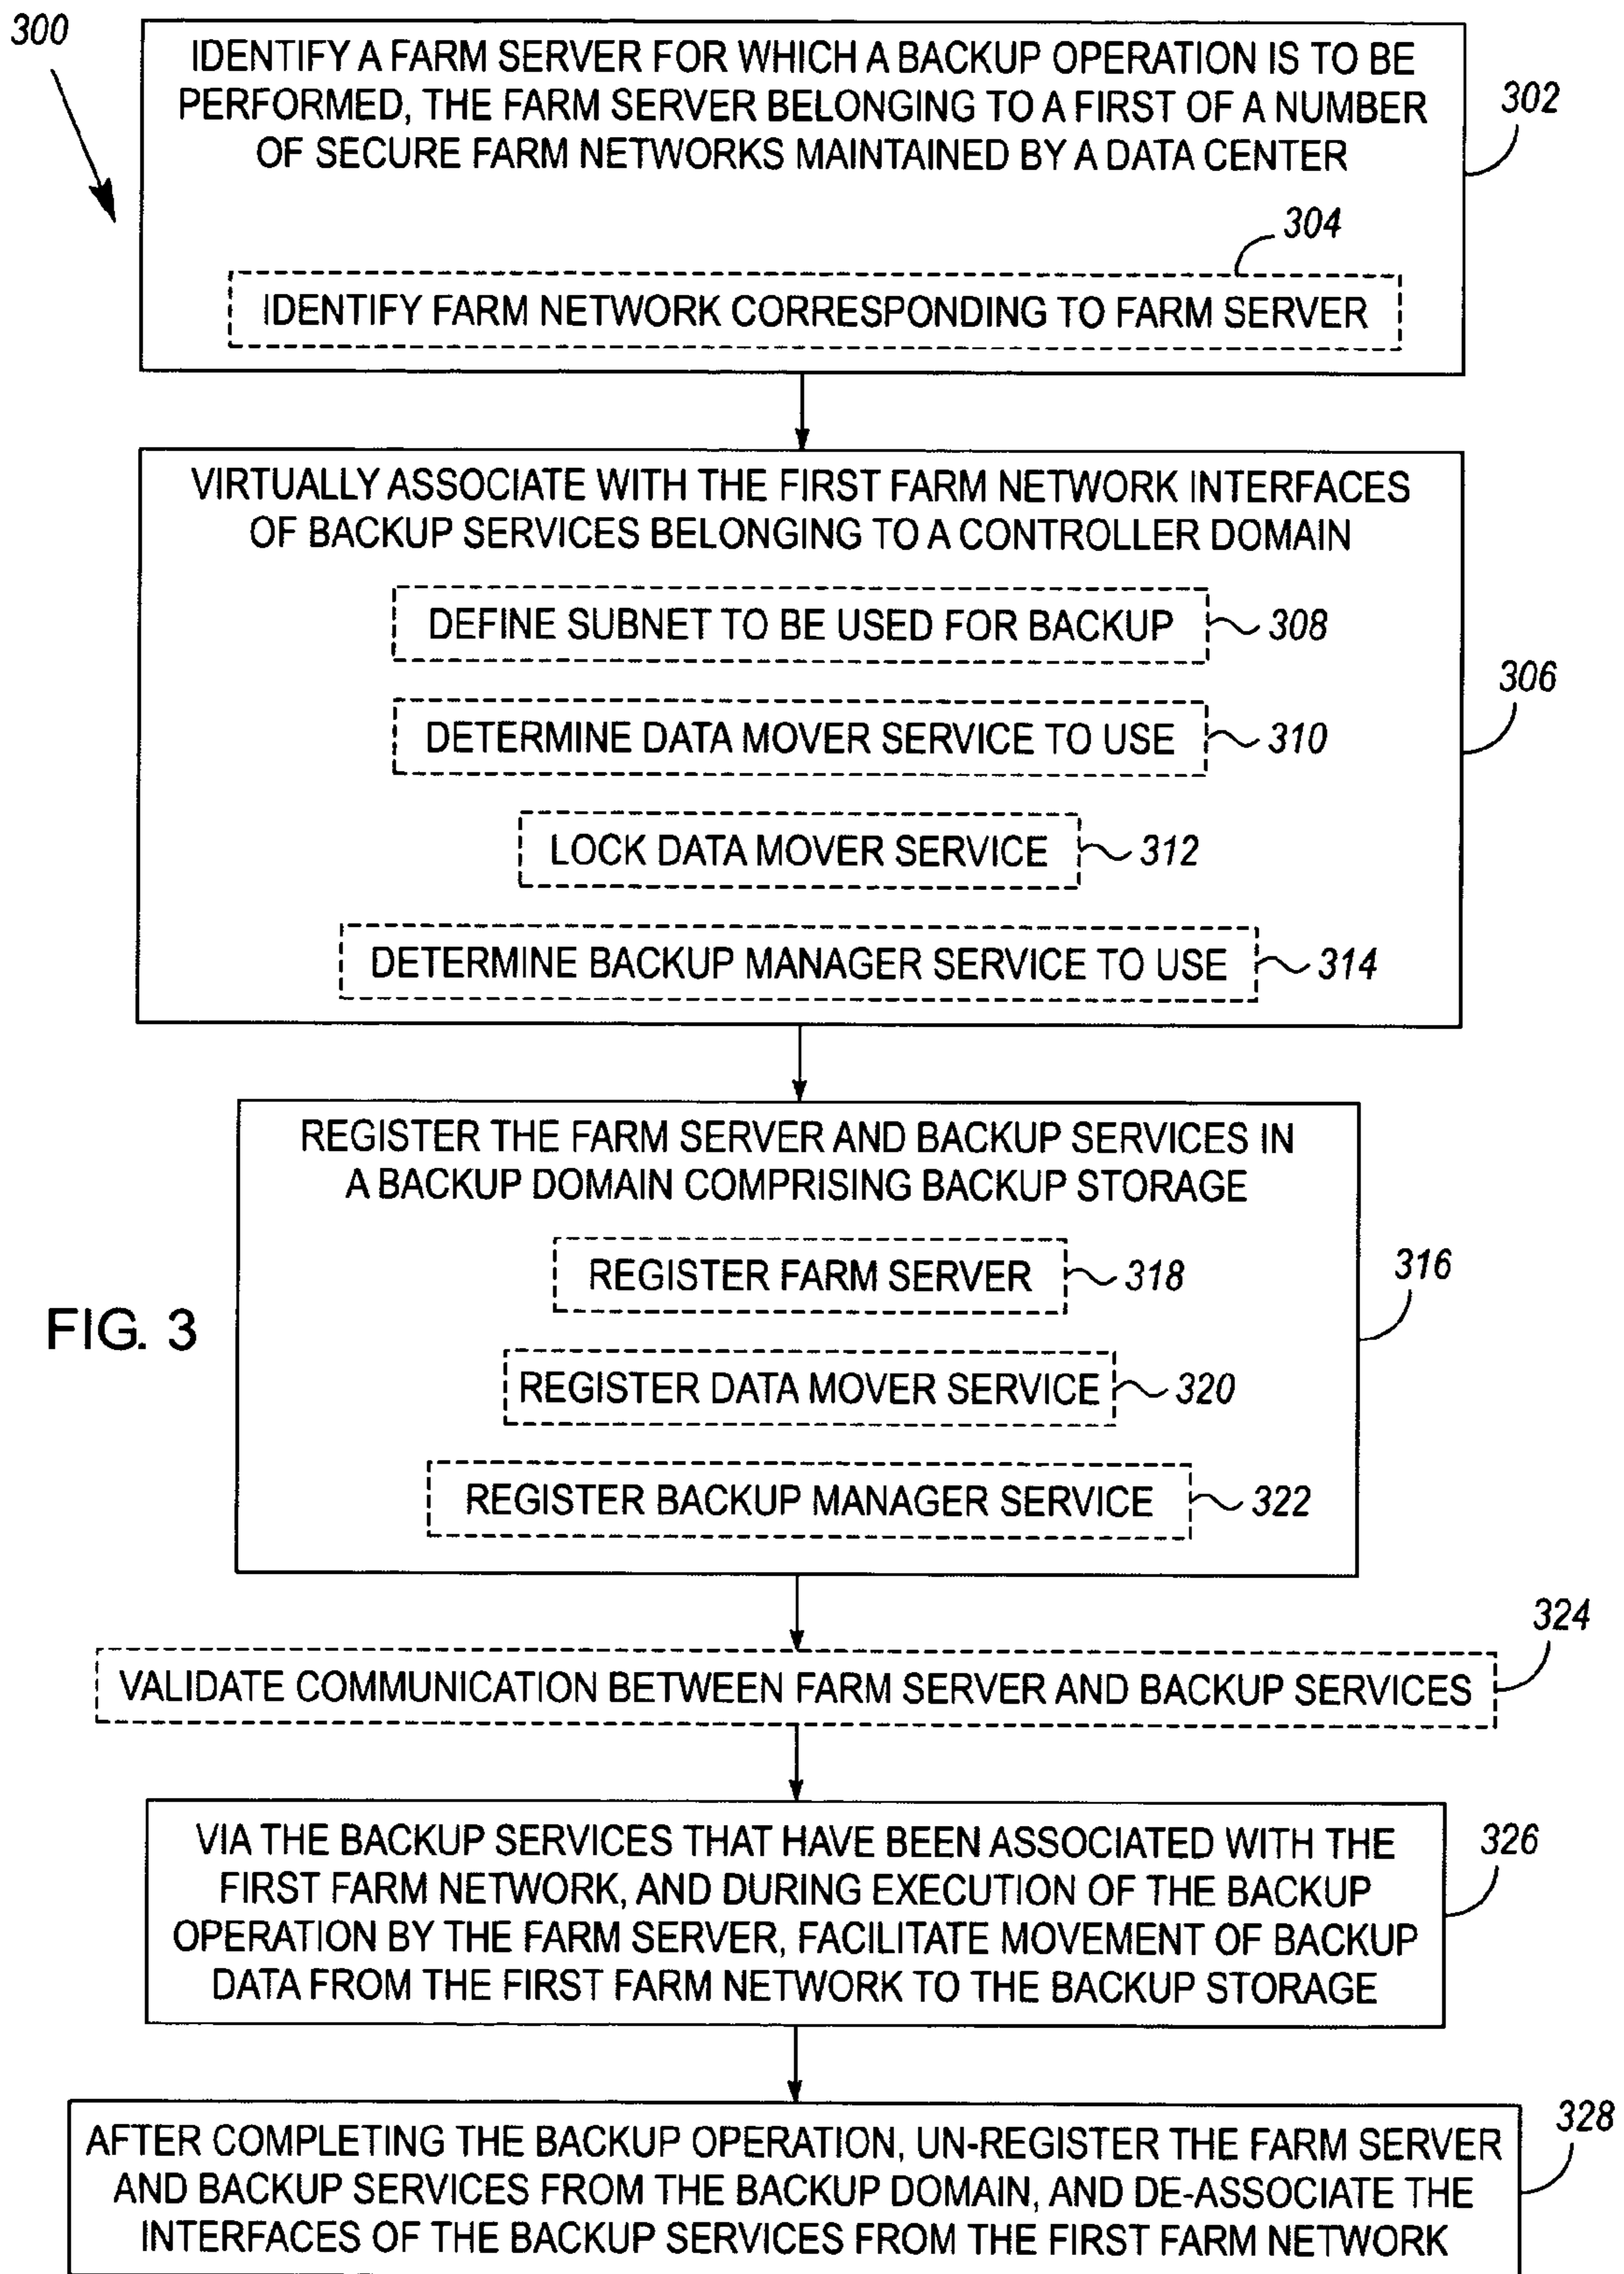 300
IDENTIFY A FARM SERVER FOR WHICH A BACKUP OPERATION IS TO BE
PERFORMED, THE FARM SERVER BELONGING TO A FIRST OF A NUMBER
OF SECURE FARM NETWORKS MAINTAINED BY A DATA CENTER
302
304
IDENTIFY FARM NETWORK CORRESPONDING TO FARM SERVER
VIRTUALLY ASSOCIATE WITH THE FIRST FARM NETWORK INTERFACES
OF BACKUP SERVICES BELONGING TO A CONTROLLER DOMAIN
DEFINE SUBNET TO BE USED FOR BACKUP 308
306
DETERMINE DATA MOVER SERVICE TO USE 310
LOCK DATA MOVER SERVICE 312
DETERMINE BACKUP MANAGER SERVICE TO USE 314
REGISTER THE FARM SERVER AND BACKUP SERVICES IN
A BACKUP DOMAIN COMPRISING BACKUP STORAGE
REGISTER FARM SERVER 318
316
FIG. 3
REGISTER DATA MOVER SERVICE 320
REGISTER BACKUP MANAGER SERVICE 322
324
VALIDATE COMMUNICATION BETWEEN FARM SERVER AND BACKUP SERVICES
VIA THE BACKUP SERVICES THAT HAVE BEEN ASSOCIATED WITH THE
FIRST FARM NETWORK, AND DURING EXECUTION OF THE BACKUP
OPERATION BY THE FARM SERVER, FACILITATE MOVEMENT OF BACKUP
DATA FROM THE FIRST FARM NETWORK TO THE BACKUP STORAGE
326
328
AFTER COMPLETING THE BACKUP OPERATION, UN-REGISTER THE FARM SERVER
AND BACKUP SERVICES FROM THE BACKUP DOMAIN, AND DE-ASSOCIATE THE
INTERFACES OF THE BACKUP SERVICES FROM THE FIRST FARM NETWORK